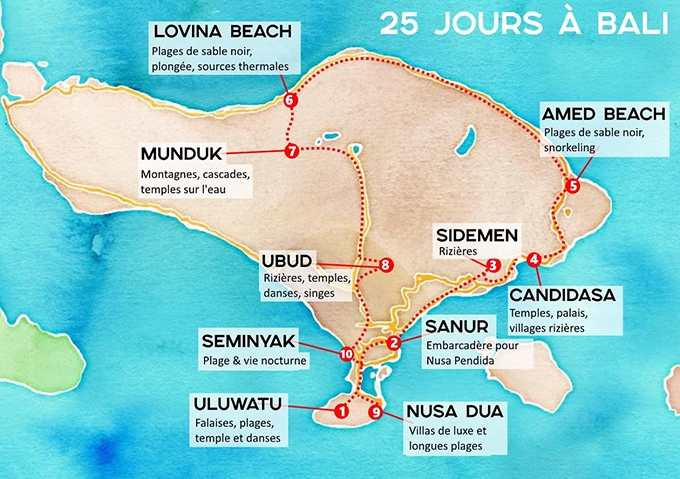 25 JOURS À BALI
LOVINA BEACH
Plages de sable noir,
plongée, sources thermales
6
AMED BEACH
Plages de sable noir,
snorkeling
5
MUNDUK
Montagnes, cascades,
temples sur l'eau
7
SIDEMEN
Rizières
3
4
UBUD
Rizières, temples,
danses, singes
8
CANDIDASA
Temples, palais,
villages rizières
SEMINYAK
Plage & vie nocturne
10
2
SANUR
Embarcadère pour
Nusa Pendida
ULUWATU
Falaises, plages,
temple et danses
1
9
NUSA DUA
Villas de luxe et
longues plages